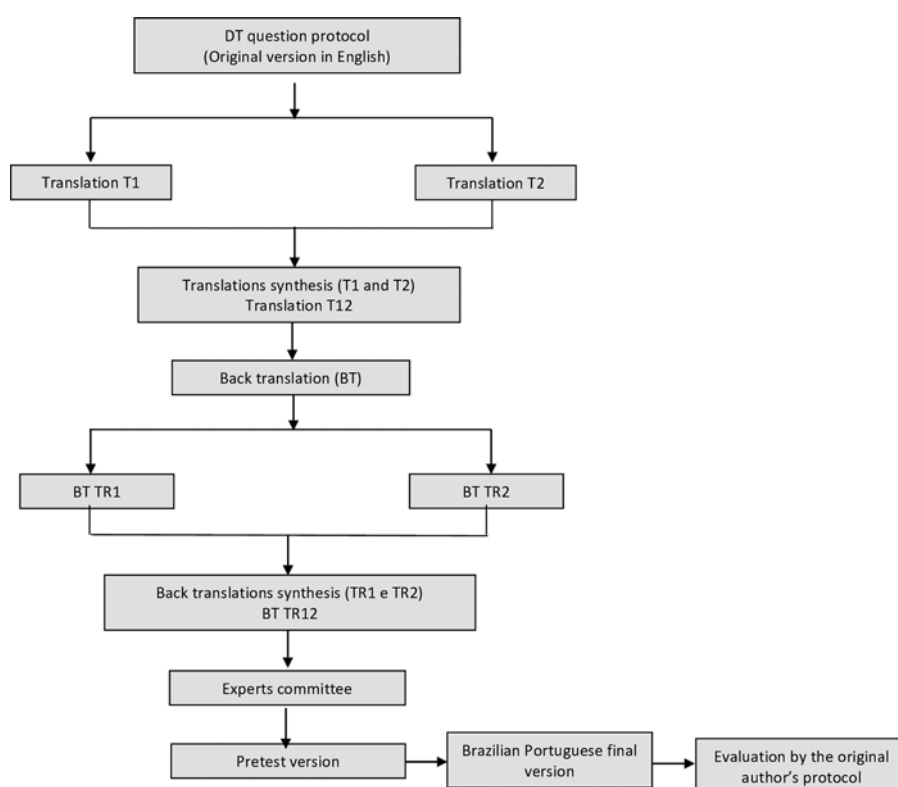 DT question protocol
(Original version in English)
Translation T1
Translation T2
Translations synthesis (T1 and T2)
Translation T12
Back translation (BT)
BT TR1
BT TR2
Back translations synthesis (TR1 e TR2)
BT TR12
Experts committee
Pretest version
Brazilian Portuguese final
version
Evaluation by the original
author's protocol